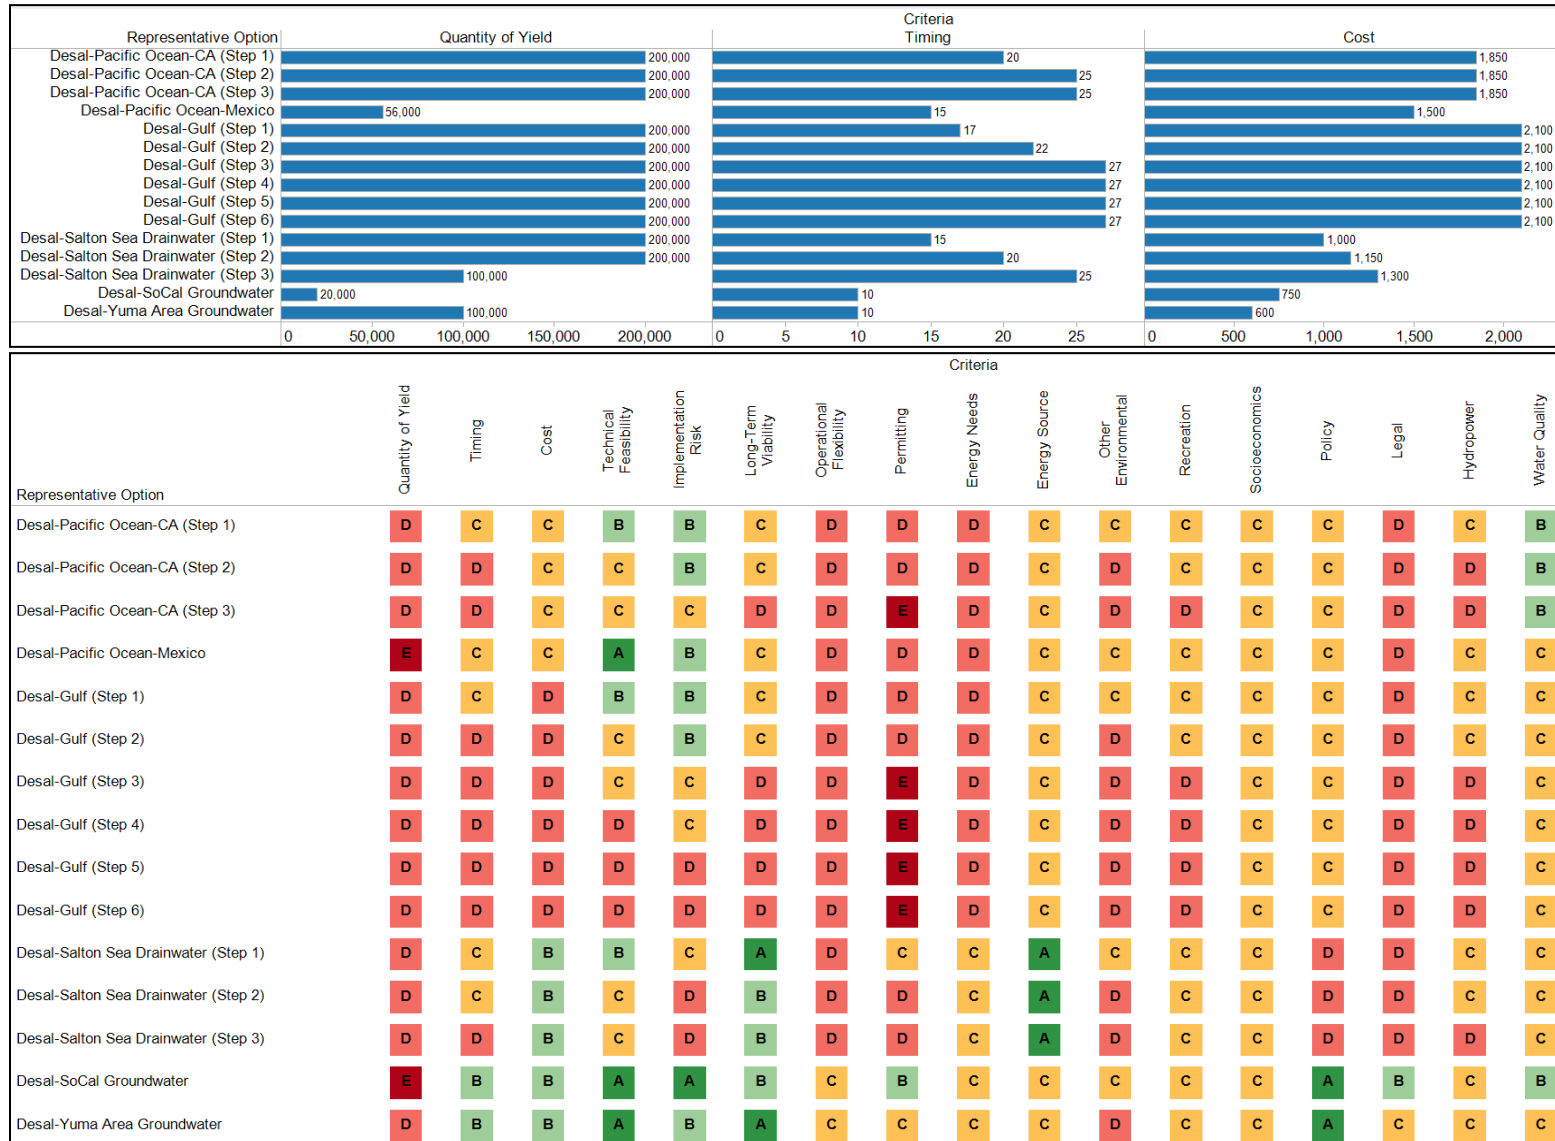 Criteria
Representative Option Quantity of Yield Timing Cost
Desal-Pacific Ocean-CA (Step 1) 200,000 20 1,850
Desal-Pacific Ocean-CA (Step 2) 200,000 25 1,850
Desal-Pacific Ocean-CA (Step 3) 200,000 25 1,850
Desal-Pacific Ocean-Mexico 56,000 15 1,500
Desal-Gulf (Step 1) 200,000 17 2,100
Desal-Gulf (Step 2) 200,000 22 2,100
Desal-Gulf (Step 3) 200,000 27 2,100
Desal-Gulf (Step 4) 200,000 27 2,100
Desal-Gulf (Step 5) 200,000 27 2,100
Desal-Gulf (Step 6) 200,000 27 2,100
Desal-Salton Sea Drainwater (Step 1) 200,000 15 1,000
Desal-Salton Sea Drainwater (Step 2) 200,000 20 1,150
Desal-Salton Sea Drainwater (Step 3) 100,000 25 1,300
Desal-SoCal Groundwater 20,000 10 750
Desal-Yuma Area Groundwater 100,000 10 600
0 50,000 100,000 150,000 200,000 0 5 10 15 20 25 0 500 1,000 1,500 2,000
Criteria
Representative Option
Quantity of Yield
Timing
Cost
Technical
Feasibility
Implementation
Risk
Long-Term
Viability
Operational
Flexibility
Permitting
Energy Needs
Energy Source
Other
Environmental
Recreation
Socioeconomics
Policy
Legal
Hydropower
Water Quality
Desal-Pacific Ocean-CA (Step 1) D C C B B C D D D C C C C C D C B
Desal-Pacific Ocean-CA (Step 2) D D C C B C D D D C D C C C D D B
Desal-Pacific Ocean-CA (Step 3) D D C C C D D E D C D D C C D D B
Desal-Pacific Ocean-Mexico E C C A B C D D D C C C C C D C C
Desal-Gulf (Step 1) D C D B B C D D D C C C C C D C C
Desal-Gulf (Step 2) D D D C B C D D D C D C C C D C C
Desal-Gulf (Step 3) D D D C C D D E D C D D C C D D C
Desal-Gulf (Step 4) D D D D C D D E D C D D C C D D C
Desal-Gulf (Step 5) D D D D D D D E D C D D C C D D C
Desal-Gulf (Step 6) D D D D D D D E D C D D C C D D C
Desal-Salton Sea Drainwater (Step 1) D C B B C A D C C A C C C D D C C
Desal-Salton Sea Drainwater (Step 2) D C B C D B D D C A D C C D D C C
Desal-Salton Sea Drainwater (Step 3) D D B C D B D D C A D C C D D D C
Desal-SoCal Groundwater E B B A A B C B C C C C C A B C B
Desal-Yuma Area Groundwater D B B A B A C C C C D C C A C C C